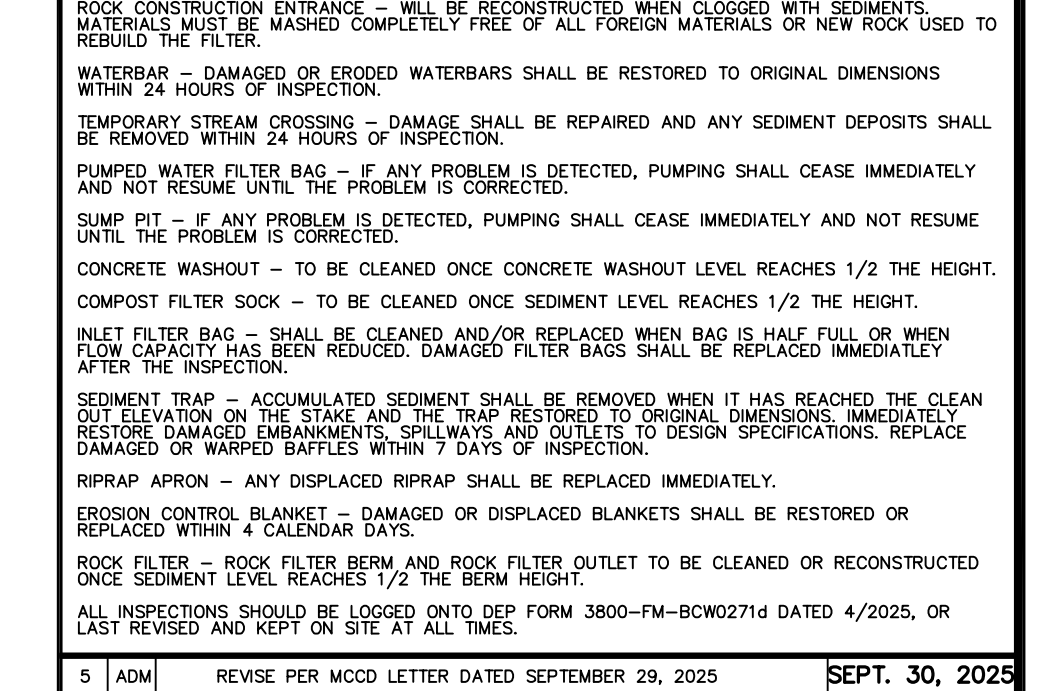 ROCK CONSTRUCTION ENTRANCE – WILL BE RECONSTRUCTED WHEN CLOGGED WITH SEDIMENTS.
MATERIALS MUST BE MASHED COMPLETELY FREE OF ALL FOREIGN MATERIALS OR NEW ROCK USED TO
REBUILD THE FILTER.
WATERBAR – DAMAGED OR ERODED WATERBARS SHALL BE RESTORED TO ORIGINAL DIMENSIONS
WITHIN 24 HOURS OF INSPECTION.
TEMPORARY STREAM CROSSING – DAMAGE SHALL BE REPAIRED AND ANY SEDIMENT DEPOSITS SHALL
BE REMOVED WITHIN 24 HOURS OF INSPECTION.
PUMPED WATER FILTER BAG – IF ANY PROBLEM IS DETECTED, PUMPING SHALL CEASE IMMEDIATELY
AND NOT RESUME UNTIL THE PROBLEM IS CORRECTED.
SUMP PIT – IF ANY PROBLEM IS DETECTED, PUMPING SHALL CEASE IMMEDIATELY AND NOT RESUME
UNTIL THE PROBLEM IS CORRECTED.
CONCRETE WASHOUT – TO BE CLEANED ONCE CONCRETE WASHOUT LEVEL REACHES 1/2 THE HEIGHT.
COMPOST FILTER SOCK – TO BE CLEANED ONCE SEDIMENT LEVEL REACHES 1/2 THE HEIGHT.
INLET FILTER BAG – SHALL BE CLEANED AND/OR REPLACED WHEN BAG IS HALF FULL OR WHEN
FLOW CAPACITY HAS BEEN REDUCED. DAMAGED FILTER BAGS SHALL BE REPLACED IMMEDIATLEY
AFTER THE INSPECTION.
SEDIMENT TRAP – ACCUMULATED SEDIMENT SHALL BE REMOVED WHEN IT HAS REACHED THE CLEAN
OUT ELEVATION ON THE STAKE AND THE TRAP RESTORED TO ORIGINAL DIMENSIONS. IMMEDIATELY
RESTORE DAMAGED EMBANKMENTS, SPILLWAYS AND OUTLETS TO DESIGN SPECIFICATIONS. REPLACE
DAMAGED OR WARPED BAFFLES WITHIN 7 DAYS OF INSPECTION.
RIPRAP APRON – ANY DISPLACED RIPRAP SHALL BE REPLACED IMMEDIATELY.
EROSION CONTROL BLANKET – DAMAGED OR DISPLACED BLANKETS SHALL BE RESTORED OR
REPLACED WTIHIN 4 CALENDAR DAYS.
ROCK FILTER – ROCK FILTER BERM AND ROCK FILTER OUTLET TO BE CLEANED OR RECONSTRUCTED
ONCE SEDIMENT LEVEL REACHES 1/2 THE BERM HEIGHT.
ALL INSPECTIONS SHOULD BE LOGGED ONTO DEP FORM 3800–FM–BCW0271d DATED 4/2025, OR
LAST REVISED AND KEPT ON SITE AT ALL TIMES.
5 ADM REVISE PER MCCD LETTER DATED SEPTEMBER 29, 2025 SEPT. 30, 2025